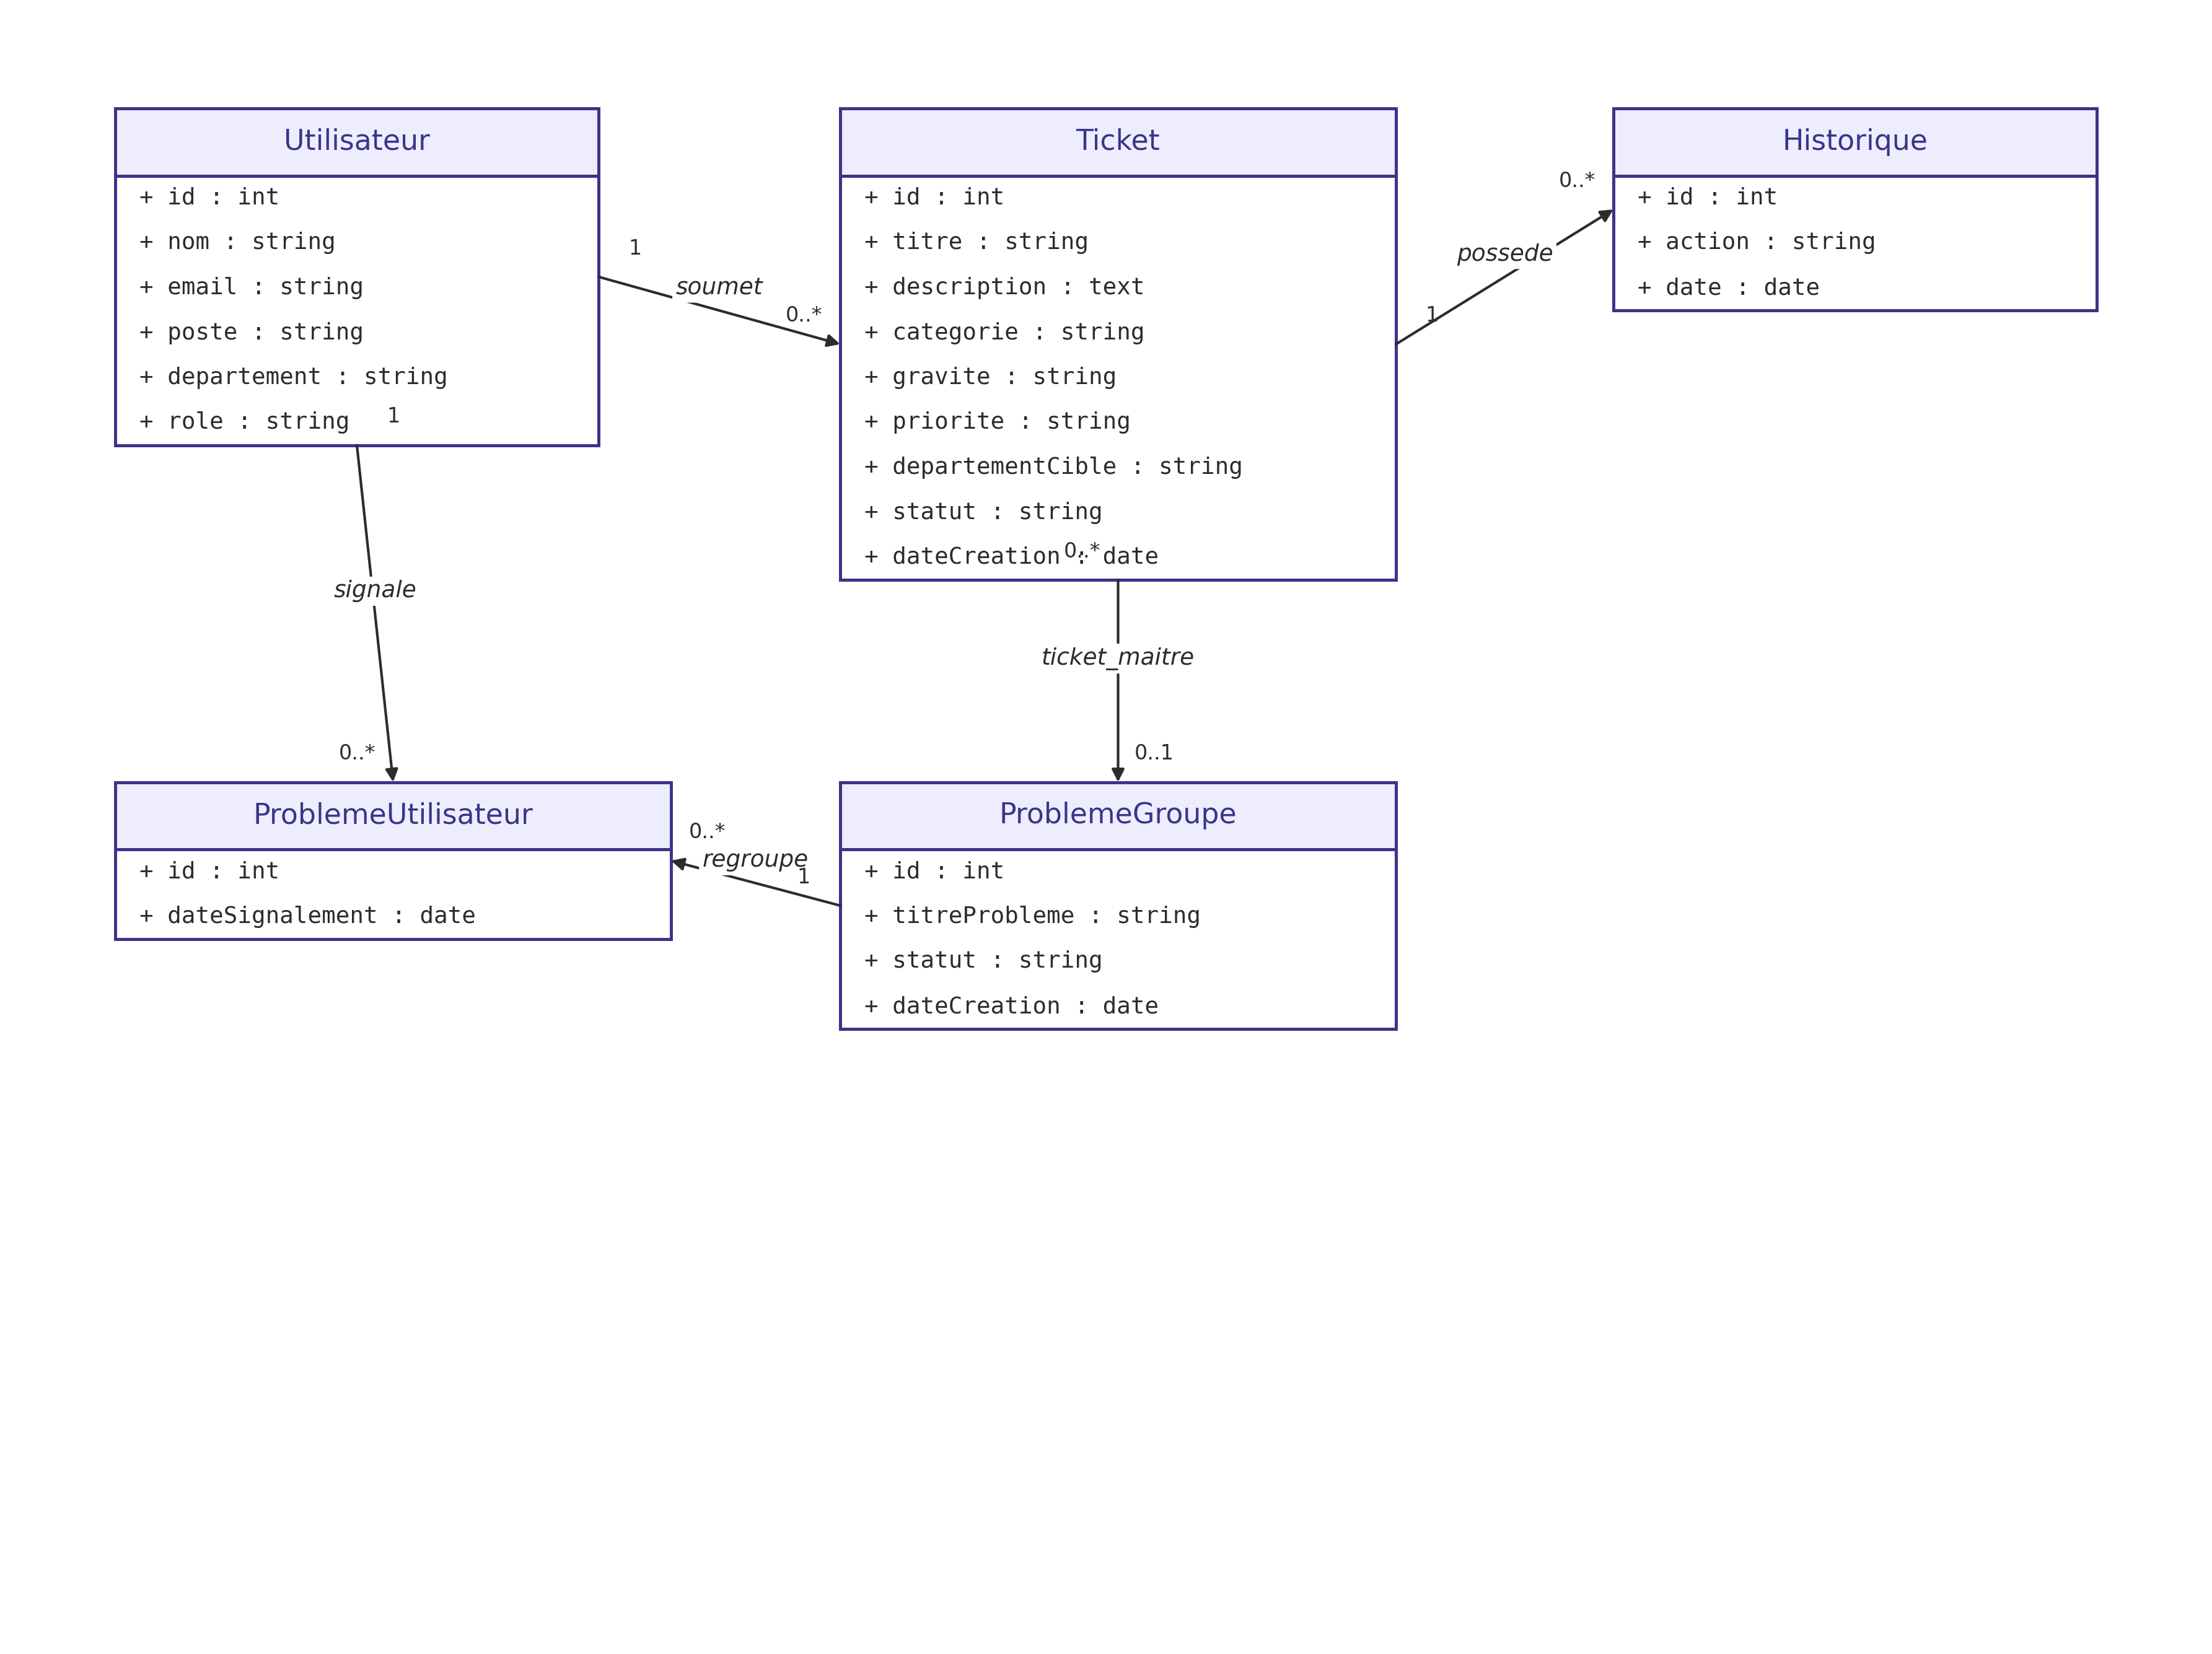 Utilisateur
+ id : int
+ nom : string
+ email : string
+ poste : string
+ departement : string
+ role : string
1
1
soumet
0..*
Ticket
+ id : int
+ titre : string
+ description : text
+ categorie : string
+ gravite : string
+ priorite : string
+ departementCible : string
+ statut : string
+ dateCreation : date
0..*
1
possede
0..*
Historique
+ id : int
+ action : string
+ date : date
signale
0..*
ticket_maitre
0..1
ProblemeUtilisateur
+ id : int
+ dateSignalement : date
0..*
regroupe
1
ProblemeGroupe
+ id : int
+ titreProbleme : string
+ statut : string
+ dateCreation : date